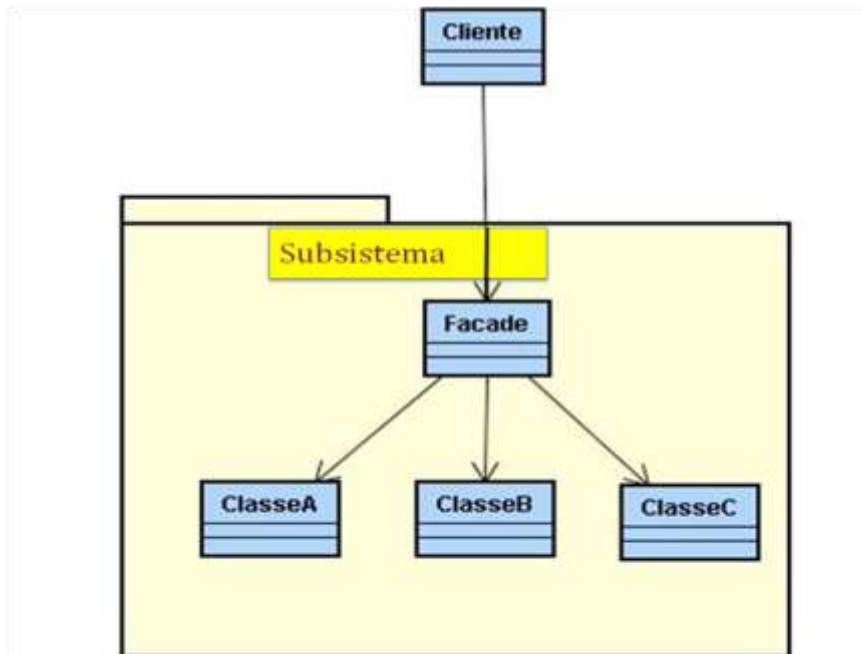 Cliente
Subsistema
Facade
ClasseA
ClasseB
ClasseC